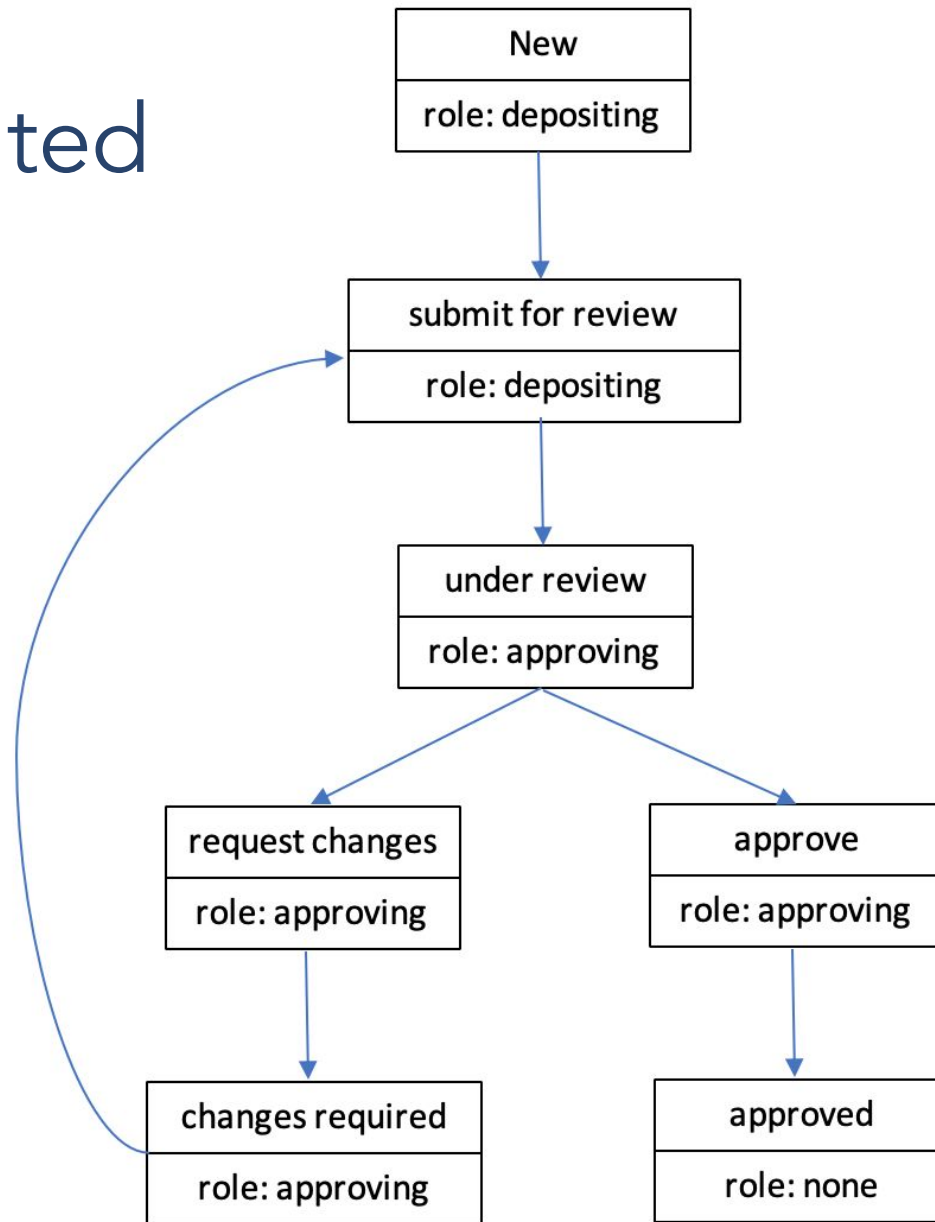 ted
New
role: depositing
submit for review
role: depositing
under review
role: approving
request changes
role: approving
approve
role: approving
changes required
role: approving
approved
role: none